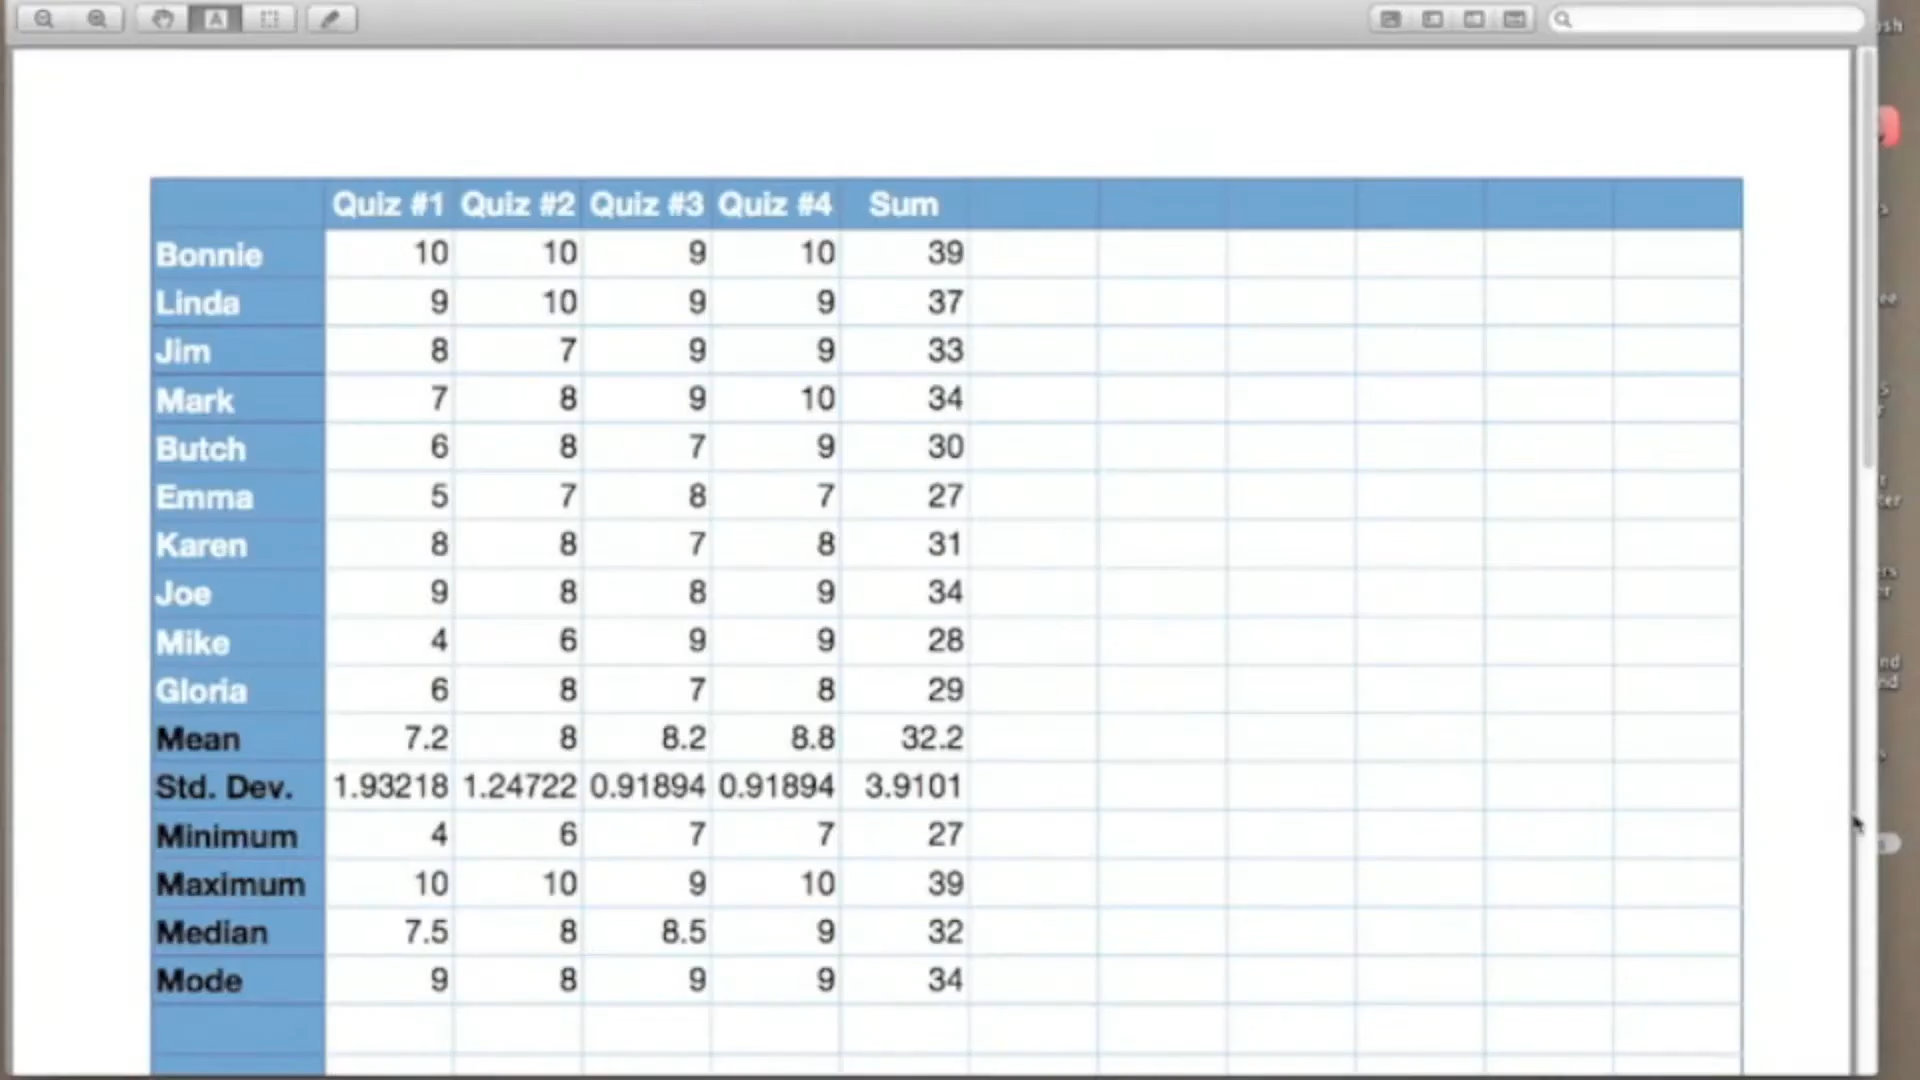 Quiz #1 Quiz #2 Quiz #3 Quiz #4 Sum
Bonnie 10 10 9 10 39
Linda 9 10 9 9 37
Jim 8 7 9 9 33
Mark 7 8 9 10 34
Butch 6 8 7 9 30
Emma 5 7 8 7 27
Karen 8 8 7 8 31
Joe 9 8 8 9 34
Mike 4 6 9 9 28
Gloria 6 8 7 8 29
Mean 7.2 8 8.2 8.8 32.2
Std. Dev. 1.93218 1.24722 0.91894 0.91894 3.9101
Minimum 4 6 7 7 27
Maximum 10 10 9 10 39
Median 7.5 8 8.5 9 32
Mode 9 8 9 9 34